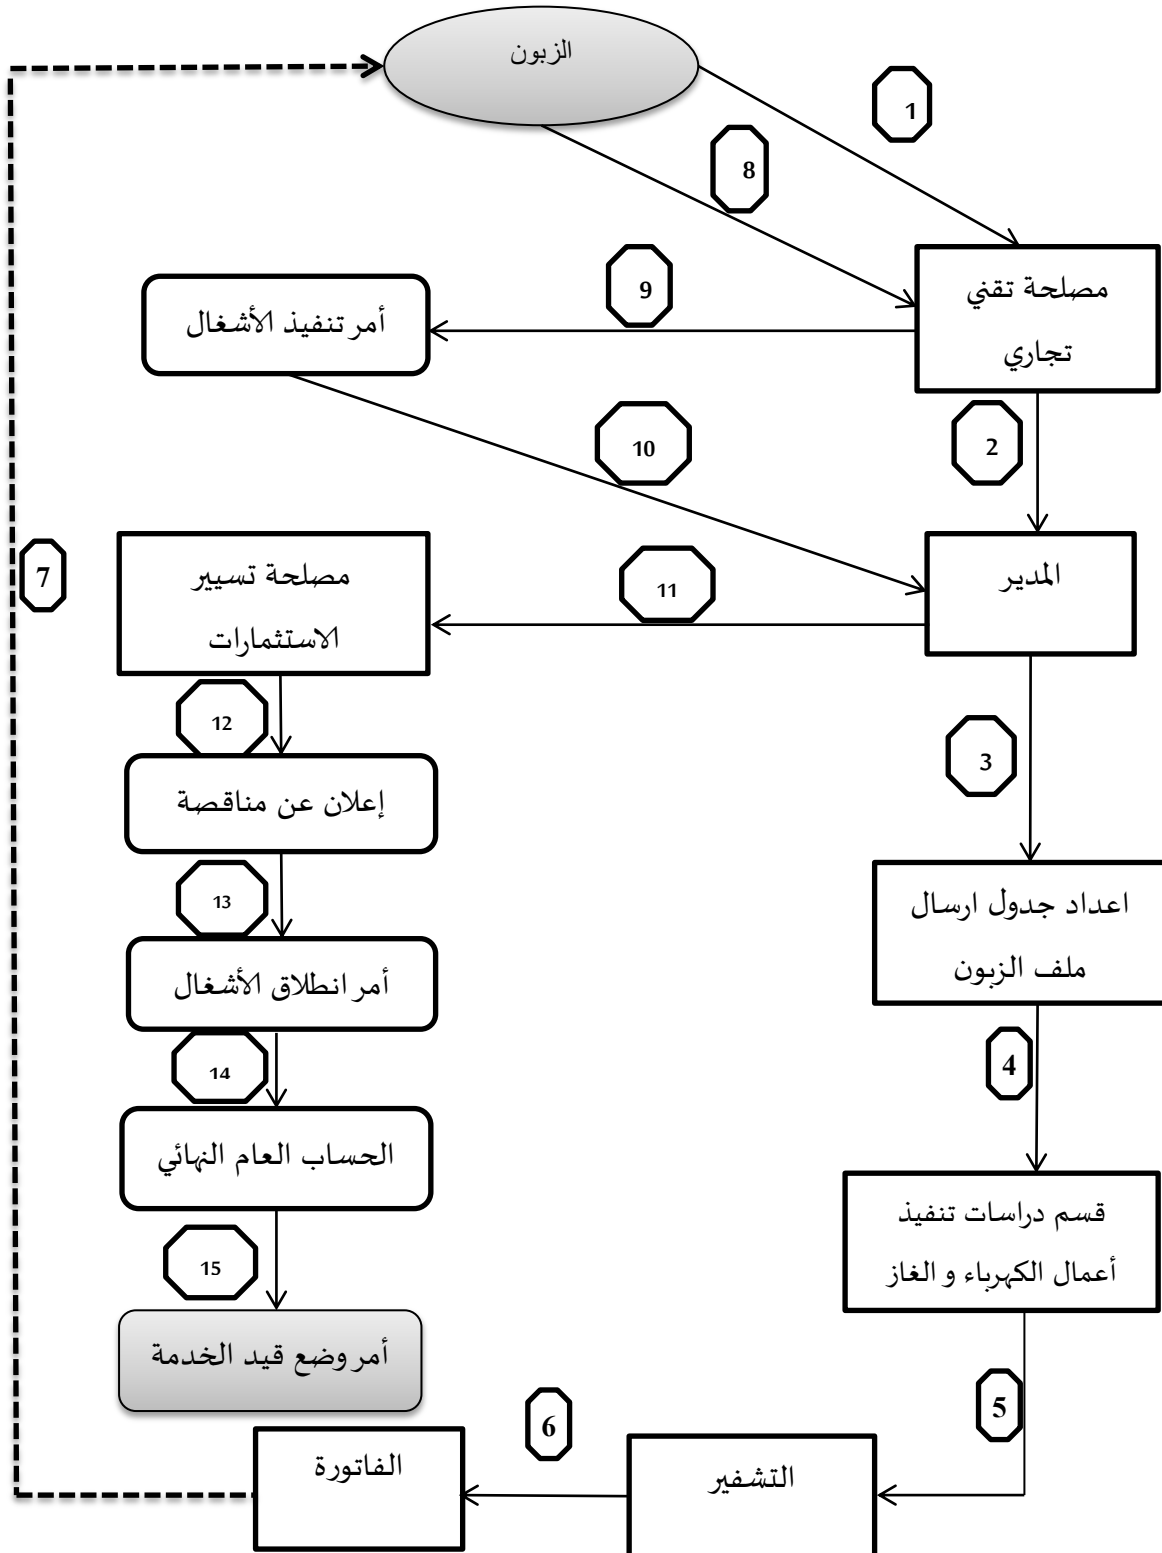 الزبون
1
8
مصلحة تقني
تجاري
9
أمر تنفيذ الأشغال
10
2
المدير
مصلحة تسيير
الاستثمارات
11
7
12
3
إعلان عن مناقصة
13
اعداد جدول ارسال
ملف الزبون
أمر انطلاق الأشغال
14
4
الحساب العام النهائي
قسم دراسات تنفيذ
أعمال الكهرباء و الغاز
15
أمر وضع قيد الخدمة
5
6
الفاتورة
التشفير